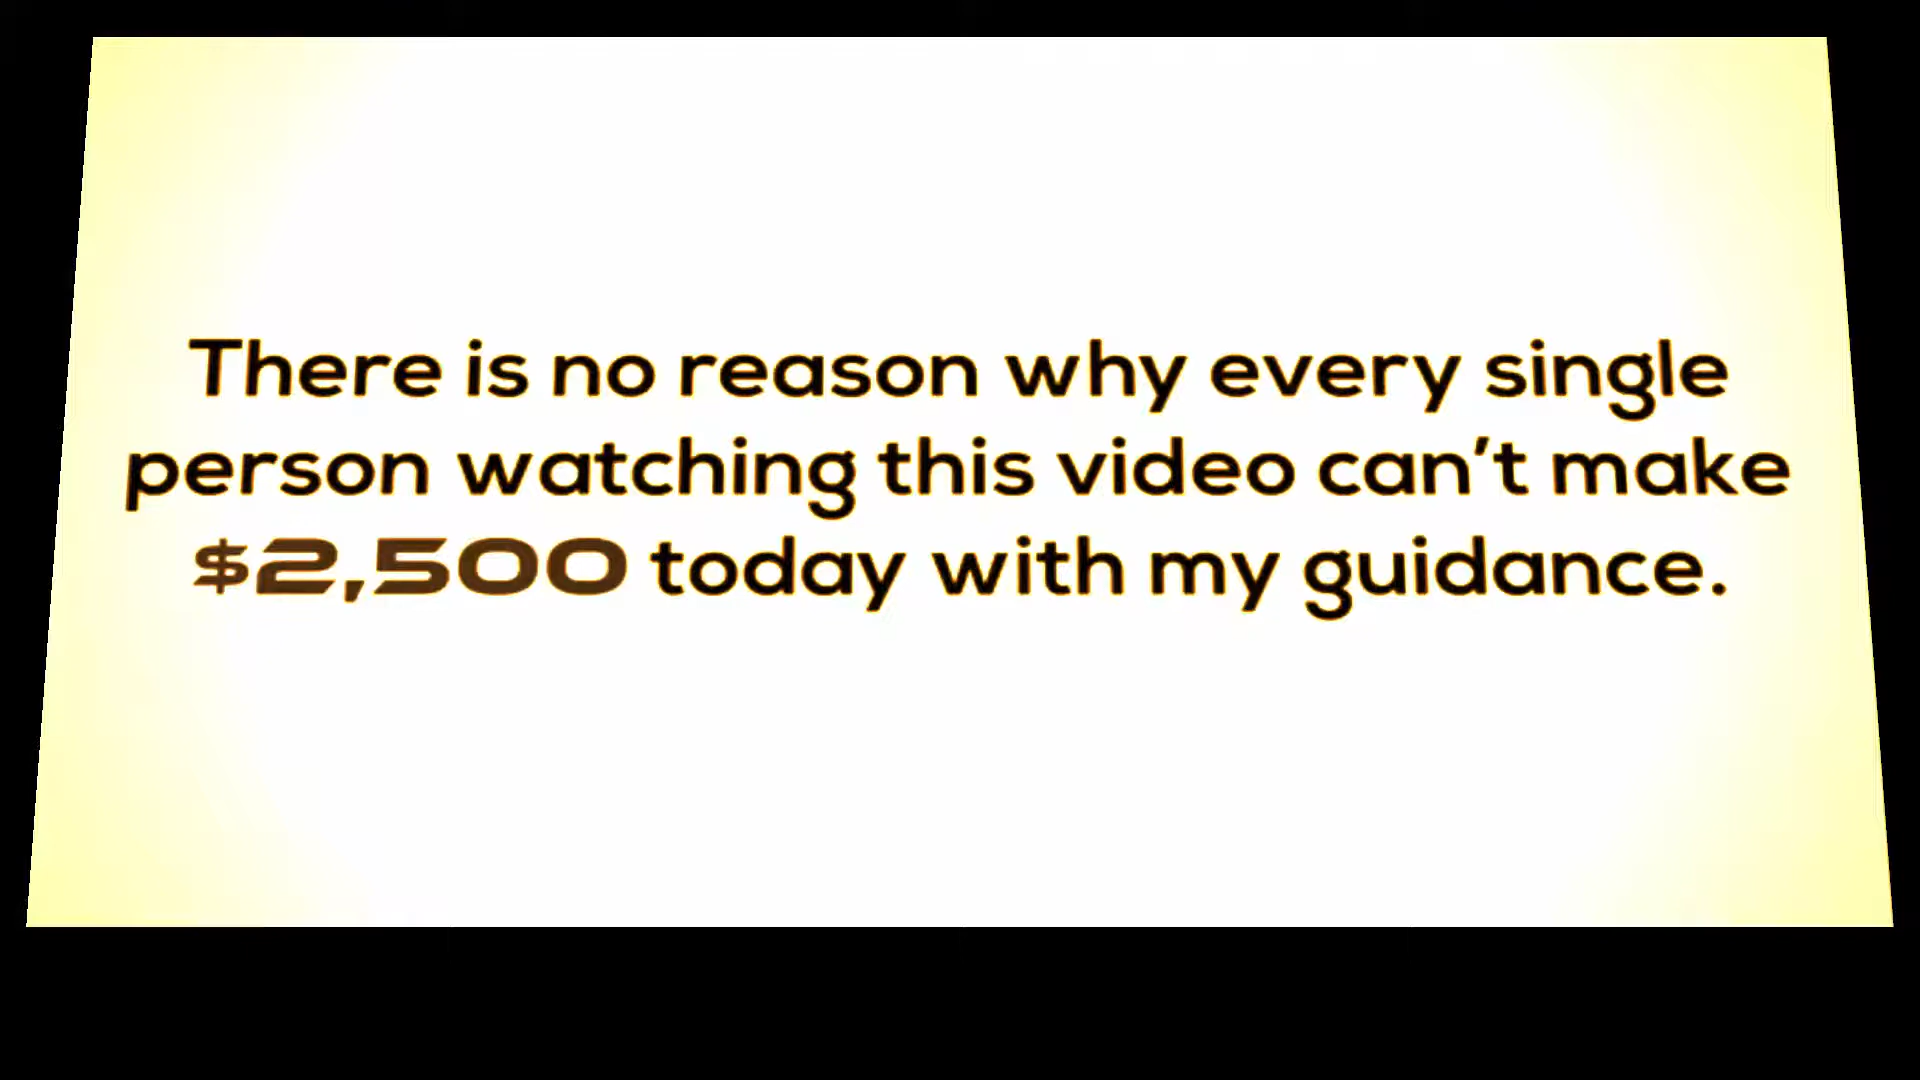 There is no reason why every single
person watching this video can’t make
$2,500 today with my guidance.